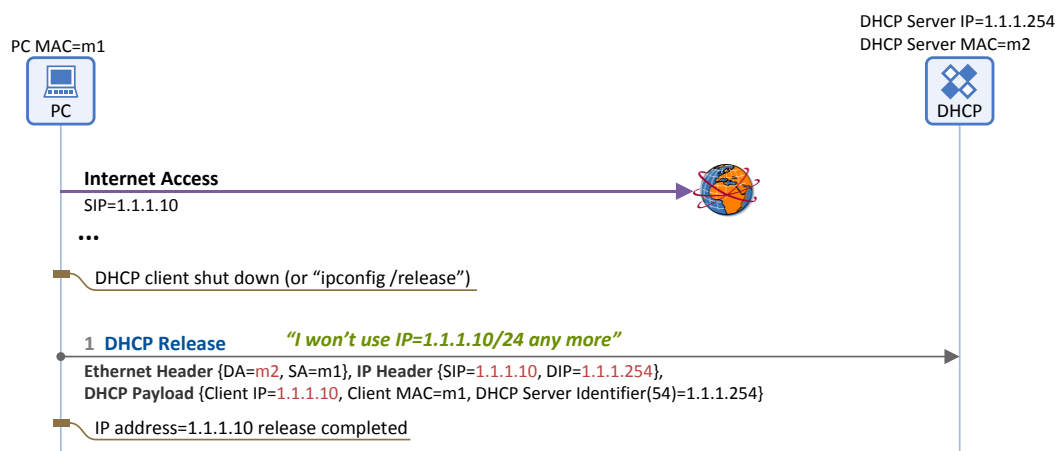 DHCP Server IP=1.1.1.254
DHCP Server MAC=m2
PC MAC=m1
PC
DHCP
Internet Access
SIP=1.1.1.10
...
DHCP client shut down (or “ipconfig /release”)
1 DHCP Release “I won’t use IP=1.1.1.10/24 any more”
Ethernet Header {DA=m2, SA=m1}, IP Header {SIP=1.1.1.10, DIP=1.1.1.254},
DHCP Payload {Client IP=1.1.1.10, Client MAC=m1, DHCP Server Identifier(54)=1.1.1.254}
IP address=1.1.1.10 release completed